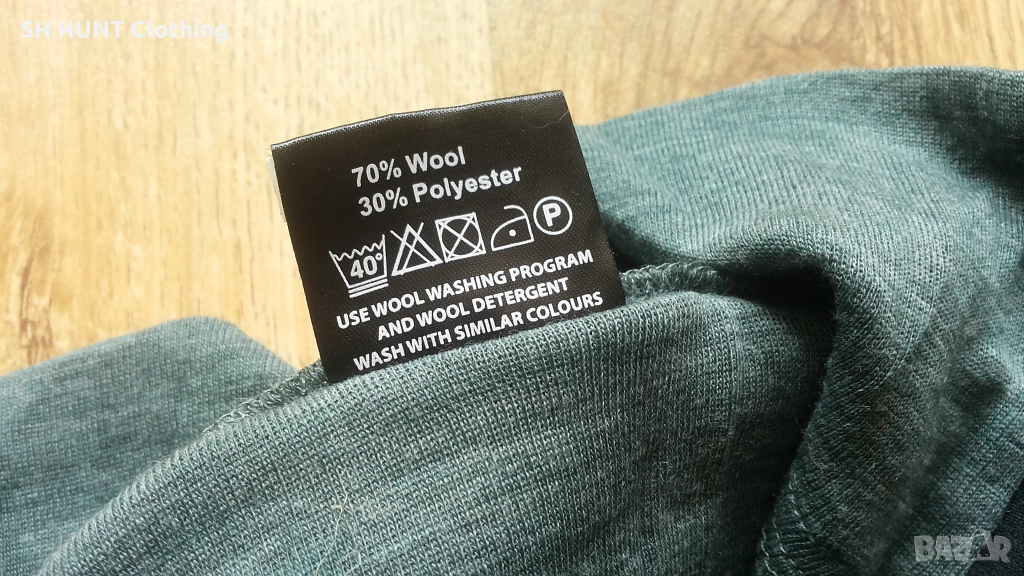 SH HUNT Clothing
70% Wool
30% Polyester
40° P
USE WOOL WASHING PROGRAM
AND WOOL DETERGENT
WASH WITH SIMILAR COLOURS
BAZAR